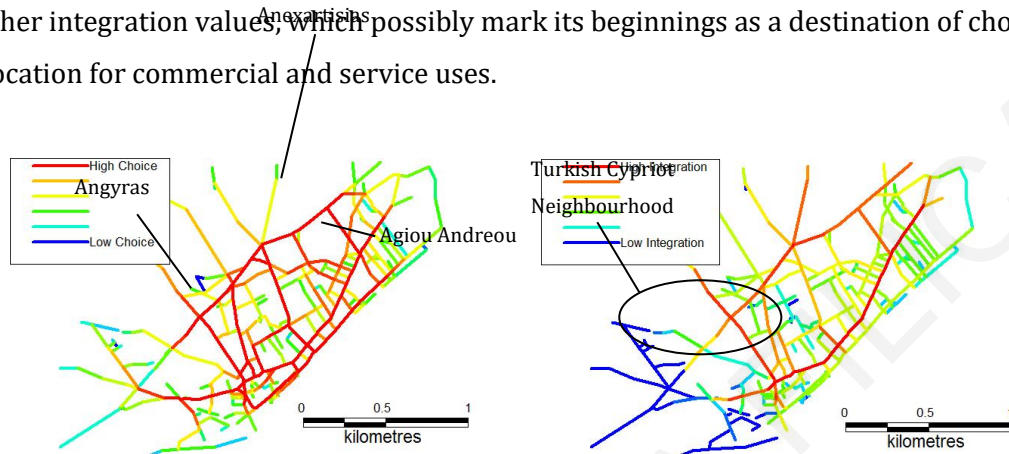 Anexartisias
her integration values, which possibly mark its beginnings as a destination of cho
ocation for commercial and service uses.
High Choice
Angyras
Low Choice
Agiou Andreou
0 0.5 1
kilometres
Turkish Cypriot
High Integration
Neighbourhood
Low Integration
0 0.5 1
kilometres